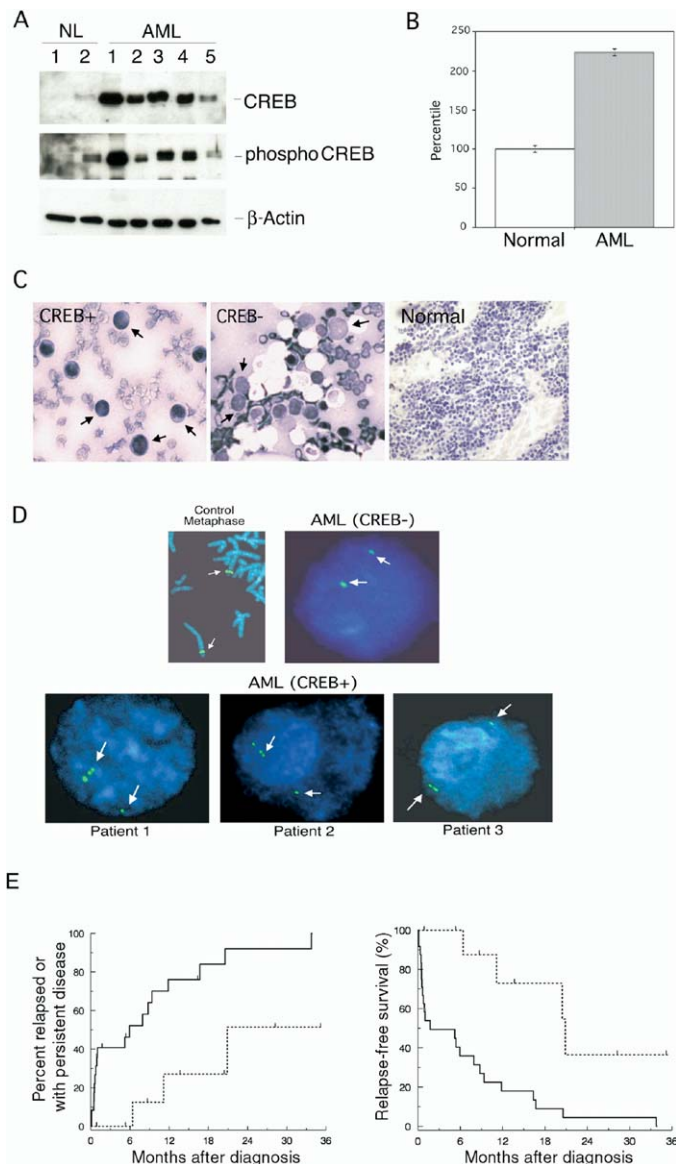 A
NL AML
1 2 1 2 3 4 5
CREB
phosphoCREB
β-Actin
B
Percentile
250
200
150
100
50
0
Normal AML
C
CREB+ CREB- Normal
D
Control
Metaphase
AML (CREB-)
AML (CREB+)
Patient 1 Patient 2 Patient 3
E
Percent relapsed or
with persistent disease
100
80
60
40
20
0
0 6 12 18 24 30 36
Months after diagnosis
Relapse-free survival (%)
100
80
60
40
20
0
0 6 12 18 24 30 36
Months after diagnosis